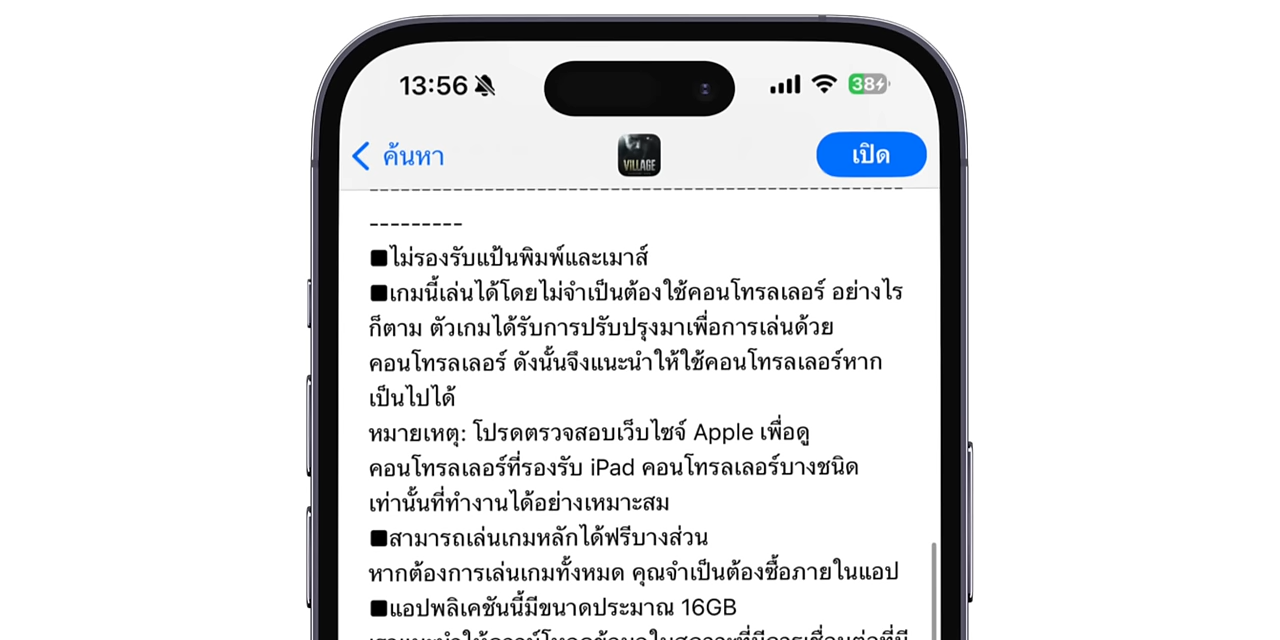 13:56
38
ค้นหา
VILLAGE
เปิด
---------
■ไม่รองรับแป้นพิมพ์และเมาส์
■เกมนี้เล่นได้โดยไม่จำเป็นต้องใช้คอนโทรลเลอร์ อย่างไร
ก็ตาม ตัวเกมได้รับการปรับปรุงมาเพื่อการเล่นด้วย
คอนโทรลเลอร์ ดังนั้นจึงแนะนำให้ใช้คอนโทรลเลอร์หาก
เป็นไปได้
หมายเหตุ: โปรดตรวจสอบเว็บไซจ์ Apple เพื่อดู
คอนโทรลเลอร์ที่รองรับ iPad คอนโทรลเลอร์บางชนิด
เท่านั้นที่ทำงานได้อย่างเหมาะสม
■สามารถเล่นเกมหลักได้ฟรีบางส่วน
หากต้องการเล่นเกมทั้งหมด คุณจำเป็นต้องซื้อภายในแอป
■แอปพลิเคชันนี้มีขนาดประมาณ 16GB